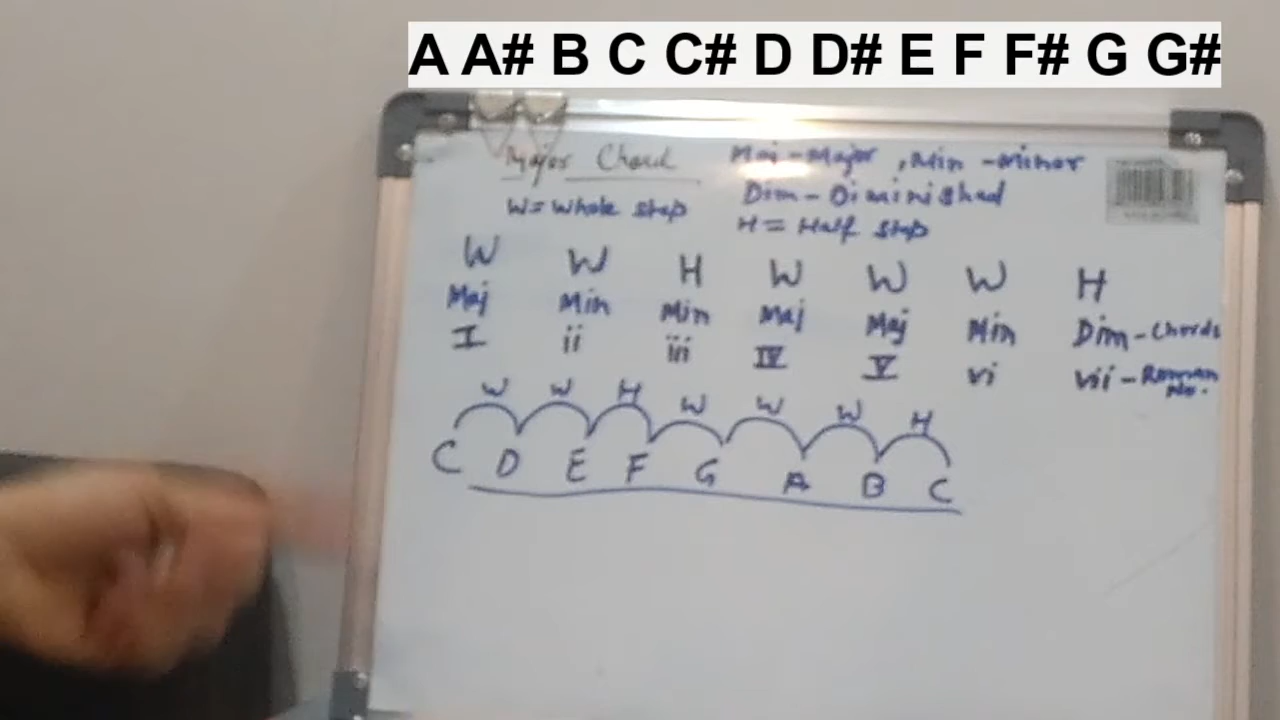 A A# B C C# D D# E F F# G G#
Major Chord Maj - Major , Min - Minor
W = Whole step Dim - Diminishad
H = Half step
W W H W W W H
Maj Min Min Maj Maj Min Dim - Chords
I ii iii IV V vi vii - Roman No.
W W H W W W H
C D E F G A B C